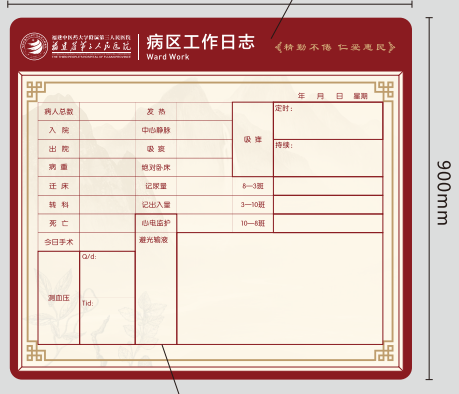 福建中医药大学附属第三人民医院
福建省第三人民医院
病区工作日志
Ward Work
精勤不倦 仁爱惠民
年 月 日 星期
病人总数 发热 吸痒 定时：
入院 中心静脉
出院 吸痰 持续：
病重 绝对卧床
迁床 记尿量 8—3班
转科 记出入量 3—10班
死亡 心电监护 10—8班
今日手术 避光输液
测血压 Q/d:
Tid:
900mm